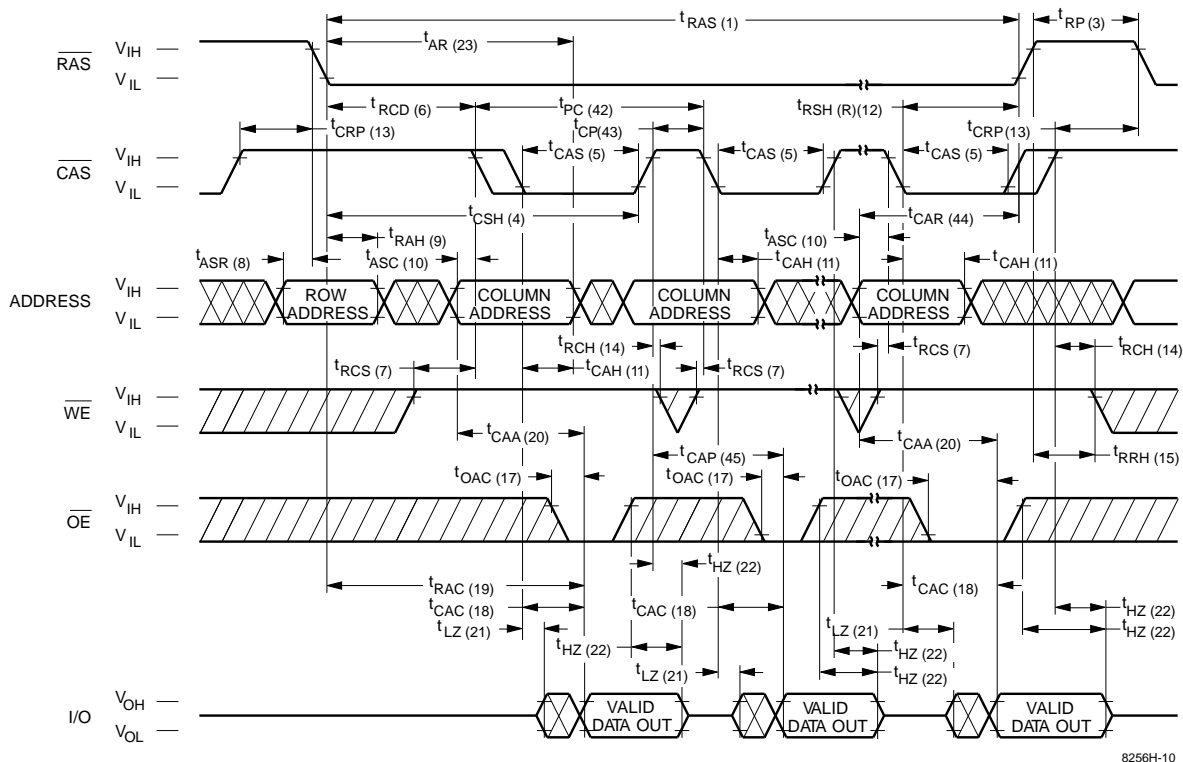 t RAS (1)
t RP (3)
t AR (23)
RAS
V IH
V IL
t RCD (6)
t PC (42)
t RSH (R)(12)
t CRP (13)
t CP(43)
t CRP (13)
CAS
V IH
V IL
t CAS (5)
t CAS (5)
t CAS (5)
t CSH (4)
t CAR (44)
t RAH (9)
t ASC (10)
t ASR (8)
t ASC (10)
t CAH (11)
t CAH (11)
ADDRESS
V IH
V IL
ROW ADDRESS
COLUMN ADDRESS
COLUMN ADDRESS
COLUMN ADDRESS
t RCH (14)
t RCS (7)
t RCH (14)
t RCS (7)
t CAH (11)
t RCS (7)
WE
V IH
V IL
t CAA (20)
t CAA (20)
t CAP (45)
t RRH (15)
t OAC (17)
t OAC (17)
t OAC (17)
OE
V IH
V IL
t HZ (22)
t RAC (19)
t CAC (18)
t CAC (18)
t CAC (18)
t HZ (22)
t LZ (21)
t LZ (21)
t HZ (22)
t HZ (22)
t HZ (22)
t LZ (21)
t HZ (22)
I/O
V OH
V OL
VALID DATA OUT
VALID DATA OUT
VALID DATA OUT
8256H-10